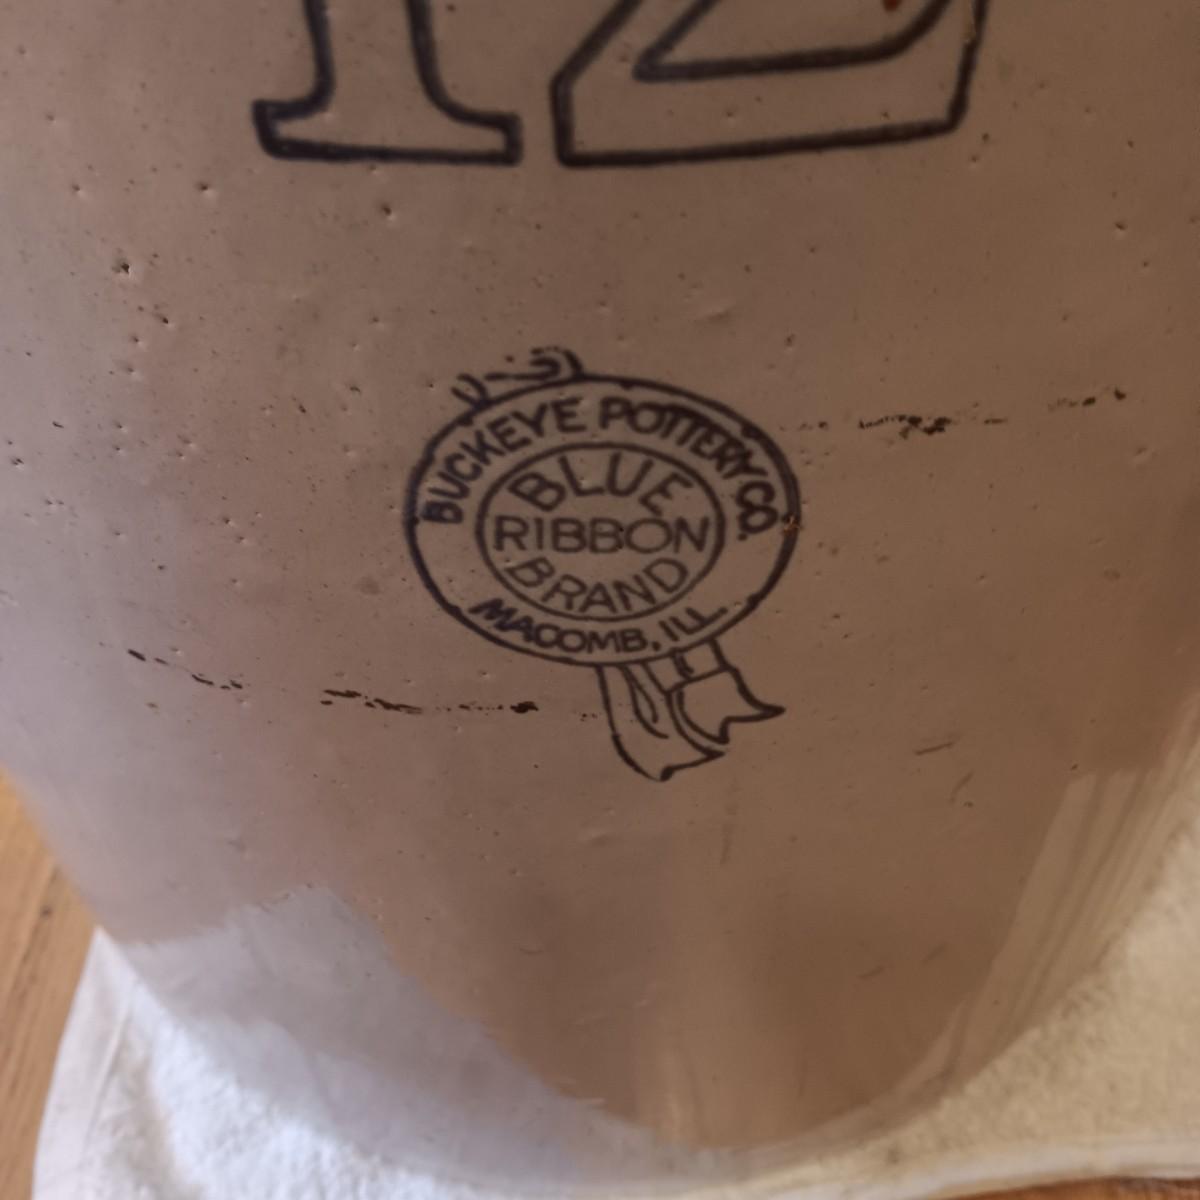 12
BUCKEYE POTTERY CO.
BLUE
RIBBON
BRAND
MACOMB, ILL.